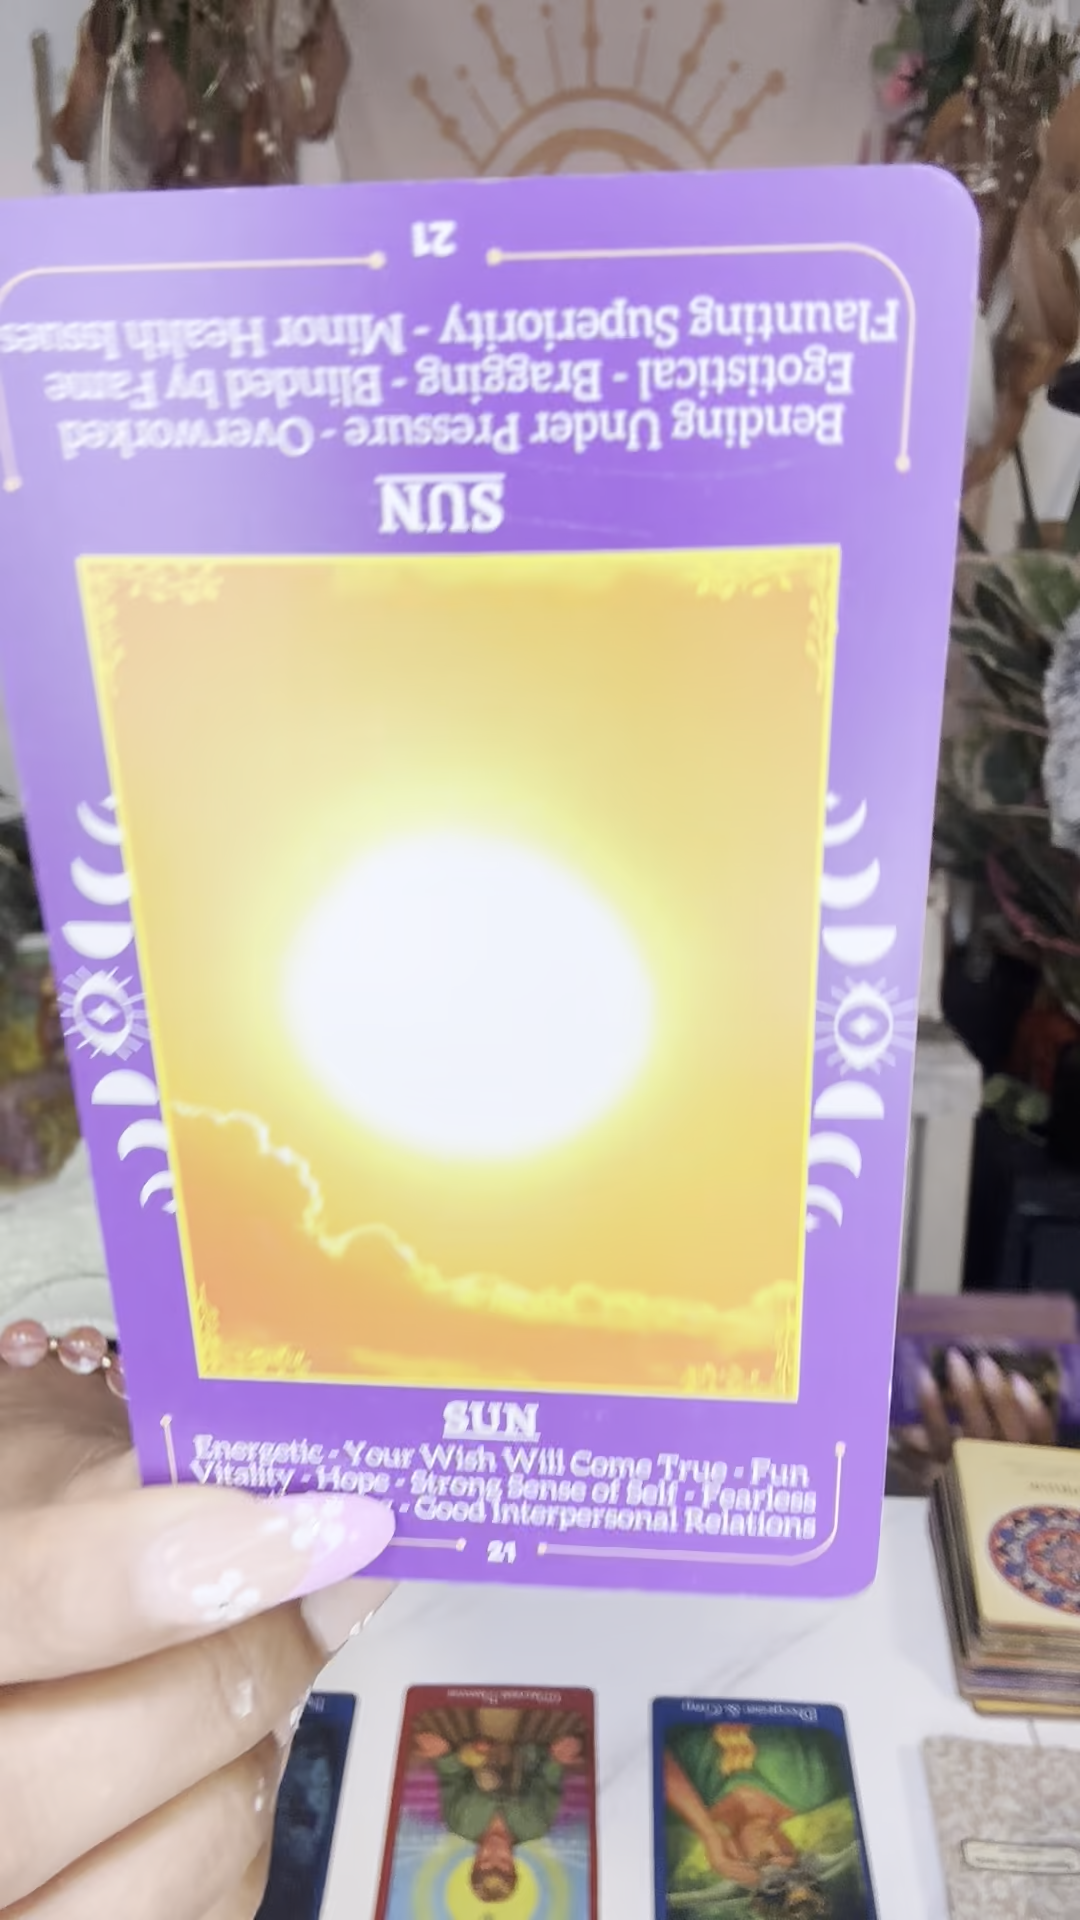 21
Flaunting Superiority - Minor Health Issues
Egotistical - Bragging - Blinded by Fame
Bending Under Pressure - Overworked
SUN
SUN
Energetic - Your Wish Will Come True - Fun
Vitality - Hope - Strong Sense of Self - Fearless
- Good Interpersonal Relations
21